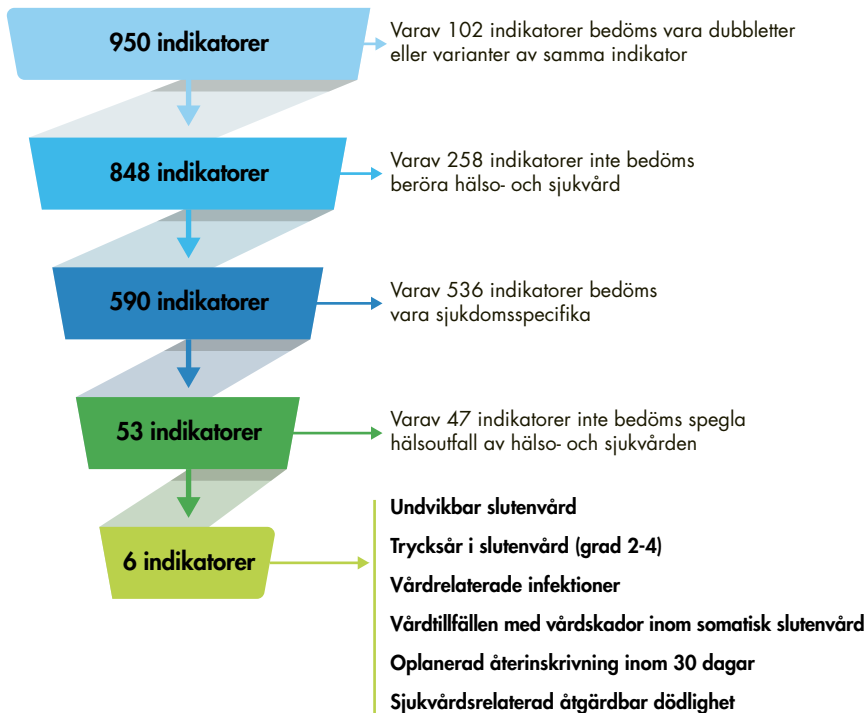 950 indikatorer
Varav 102 indikatorer bedöms vara dubbletter
eller varianter av samma indikator
848 indikatorer
Varav 258 indikatorer inte bedöms
beröra hälso- och sjukvård
590 indikatorer
Varav 536 indikatorer bedöms
vara sjukdomsspecifika
53 indikatorer
Varav 47 indikatorer inte bedöms spegla
hälsoutfall av hälso- och sjukvården
6 indikatorer
Undvikbar slutenvård
Trycksår i slutenvård (grad 2-4)
Vårdrelaterade infektioner
Vårdtillfällen med vårdskador inom somatisk slutenvård
Oplanerad återinskrivning inom 30 dagar
Sjukvårdsrelaterad åtgärdbar dödlighet